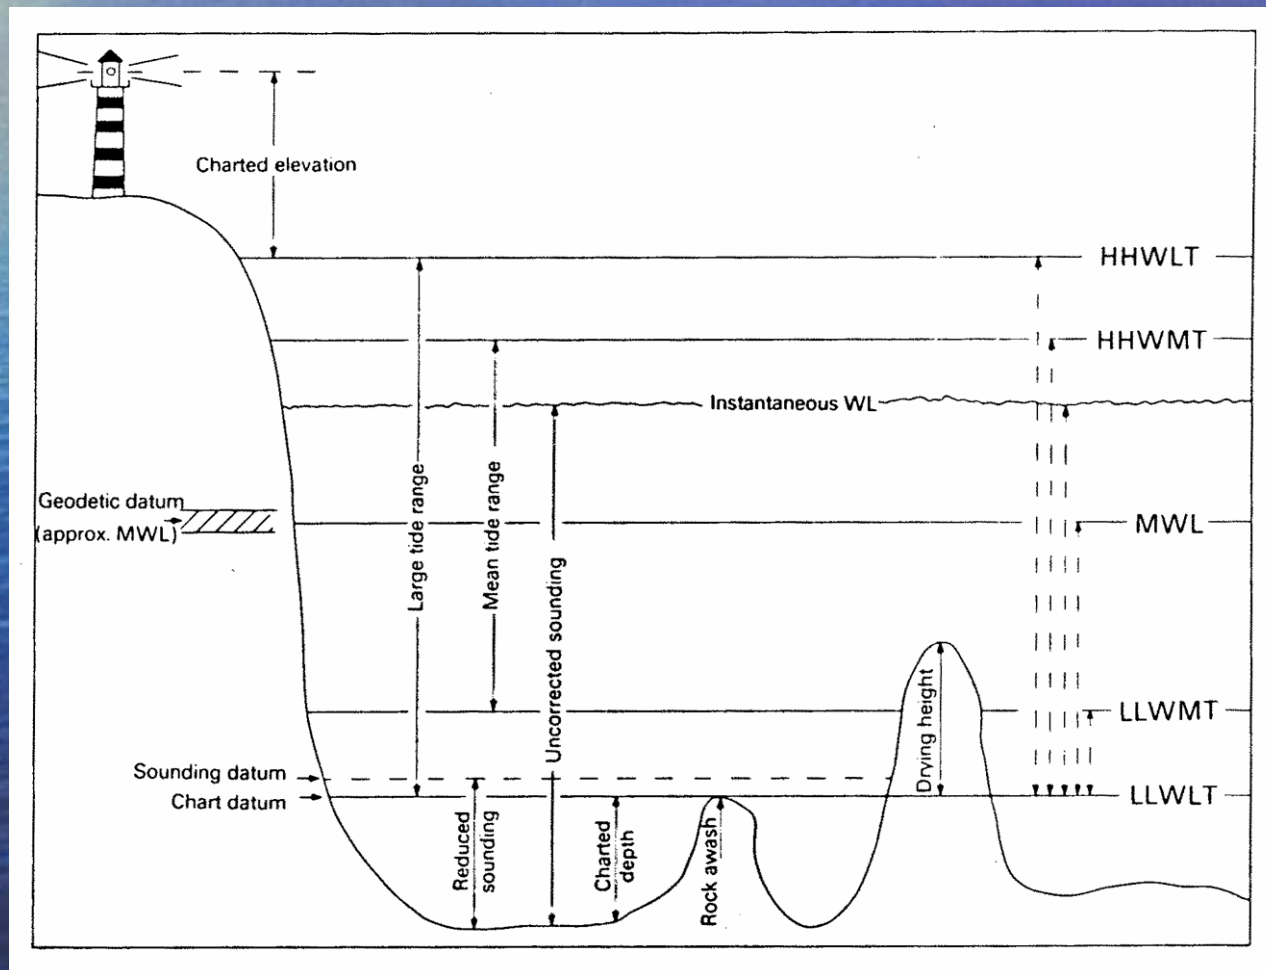 Charted elevation
HHWLT
HHWMT
Instantaneous WL
Geodetic datum
(approx. MWL)
MWL
Large tide range
Mean tide range
Uncorrected sounding
Drying height
LLWMT
Sounding datum
Chart datum
LLWLT
Reduced
sounding
Charted
depth
Rock awash